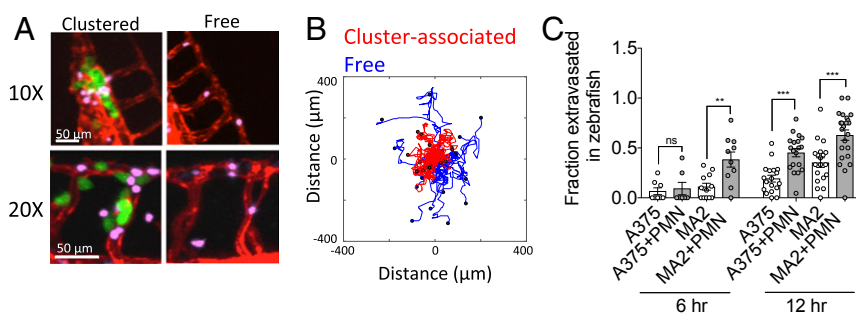 A
Clustered
Free
10X
50 µm
20X
50 µm
B
Cluster-associated
Free
Distance (µm)
400
0
-400
-400
0
400
Distance (µm)
C
Fraction extravasated
in zebrafish
1.5
1.0
0.5
0.0
ns
**
***
***
A375
A375+PMN
MA2
MA2+PMN
A375
A375+PMN
MA2
MA2+PMN
6 hr
12 hr